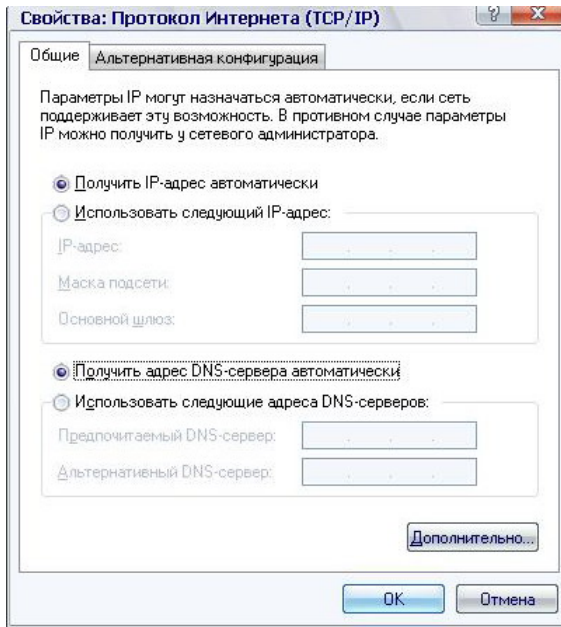 Свойства: Протокол Интернета (TCP/IP)
Общие
Альтернативная конфигурация
Параметры IP могут назначаться автоматически, если сеть
поддерживает эту возможность. В противном случае параметры
IP можно получить у сетевого администратора.
Получить IP-адрес автоматически
Использовать следующий IP-адрес:
IP-адрес:
Маска подсети:
Основной шлюз:
Получить адрес DNS-сервера автоматически
Использовать следующие адреса DNS-серверов:
Предпочитаемый DNS-сервер:
Альтернативный DNS-сервер:
Дополнительно...
OK
Отмена